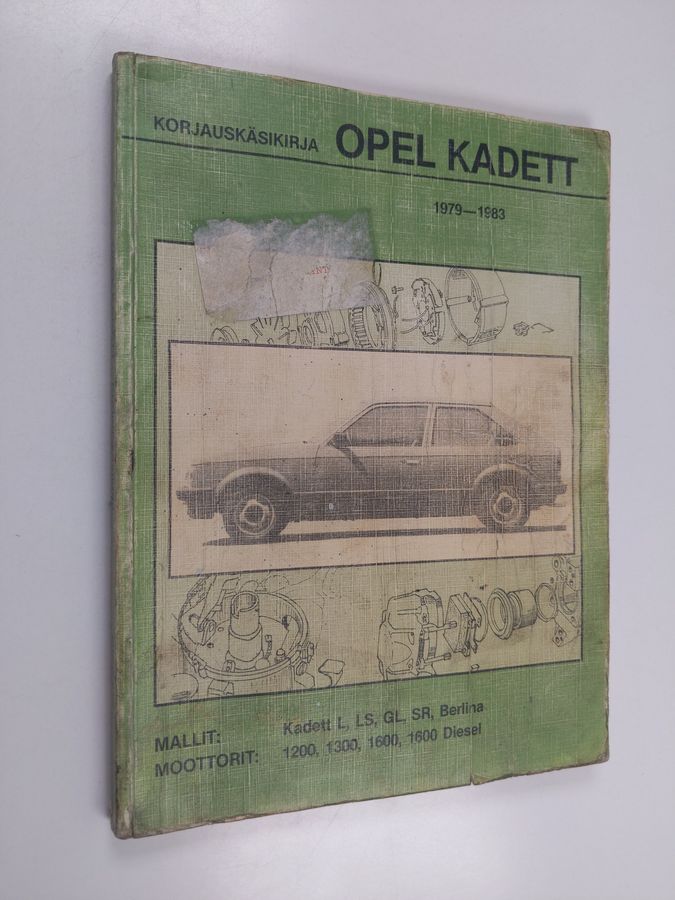 KORJAUSKÄSIKIRJA OPEL KADETT
1979—1983
MALLIT: Kadett L, LS, GL, SR, Berlina
MOOTTORIT: 1200, 1300, 1600, 1600 Diesel